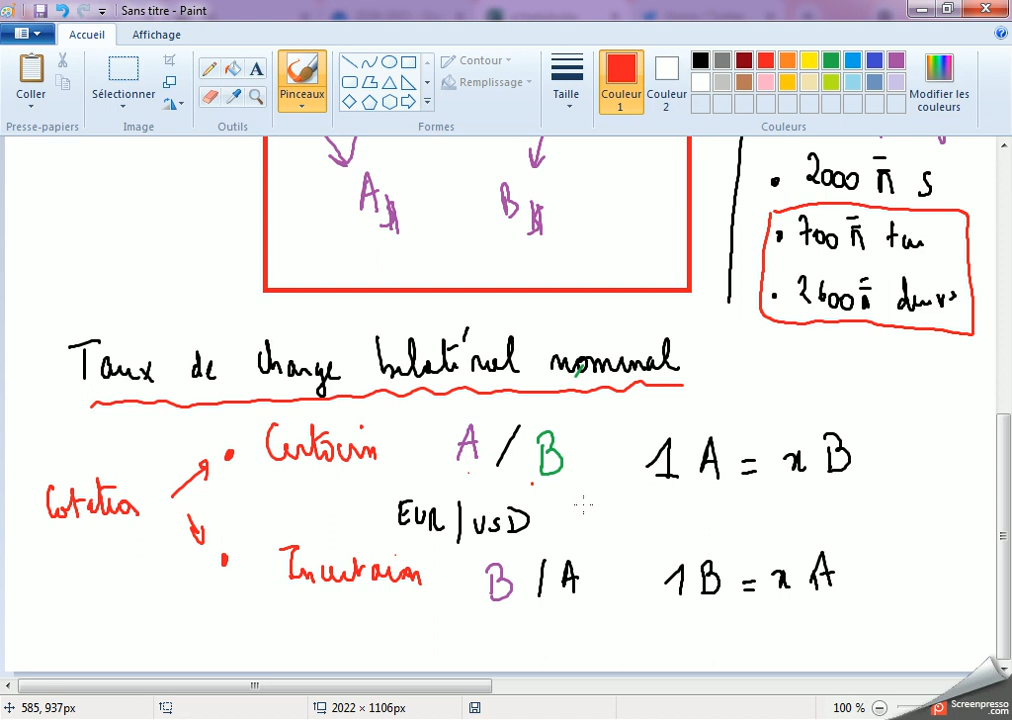 Sans titre - Paint
Accueil Affichage
Coller
Sélectionner
Pinceaux
Contour
Remplissage
Taille
Couleur 1
Couleur 2
Modifier les couleurs
Presse-papiers Image Outils Formes Couleurs
A
B
2000 S
700
2600
Taux de change bilatéral nominal
Cotation
Certain A / B 1 A = x B
EUR / USD
Incertain B / A 1 B = x A
585, 937px
2022 × 1106px
100 %
Screenpresso
.com